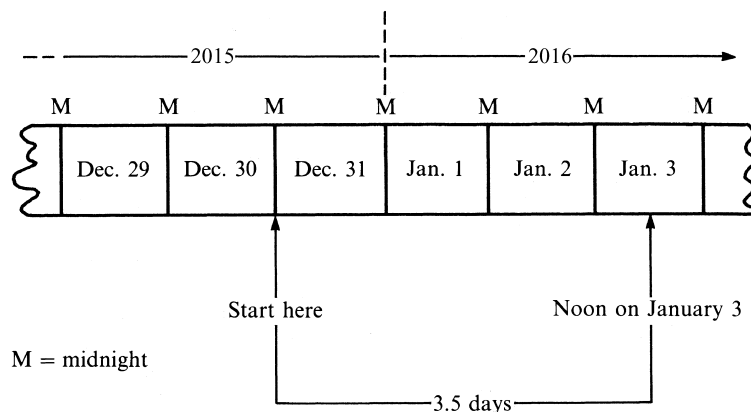 2015 2016
M M M M M M M
Dec. 29 Dec. 30 Dec. 31 Jan. 1 Jan. 2 Jan. 3
Start here Noon on January 3
M = midnight
3.5 days